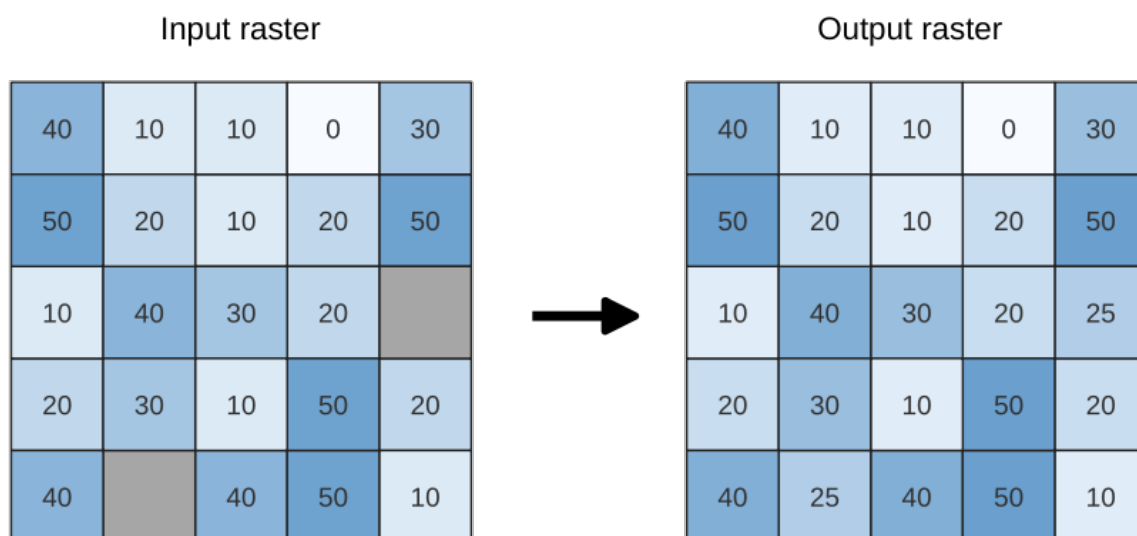 Input raster Output raster
40 10 10 0 30 40 10 10 0 30
50 20 10 20 50 50 20 10 20 50
10 40 30 20 10 40 30 20 25
20 30 10 50 20 20 30 10 50 20
40 40 50 10 40 25 40 50 10